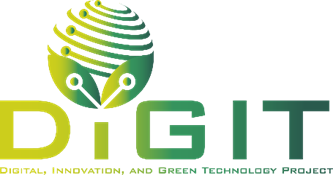 DiGIT
Digital, Innovation, and Green Technology Project